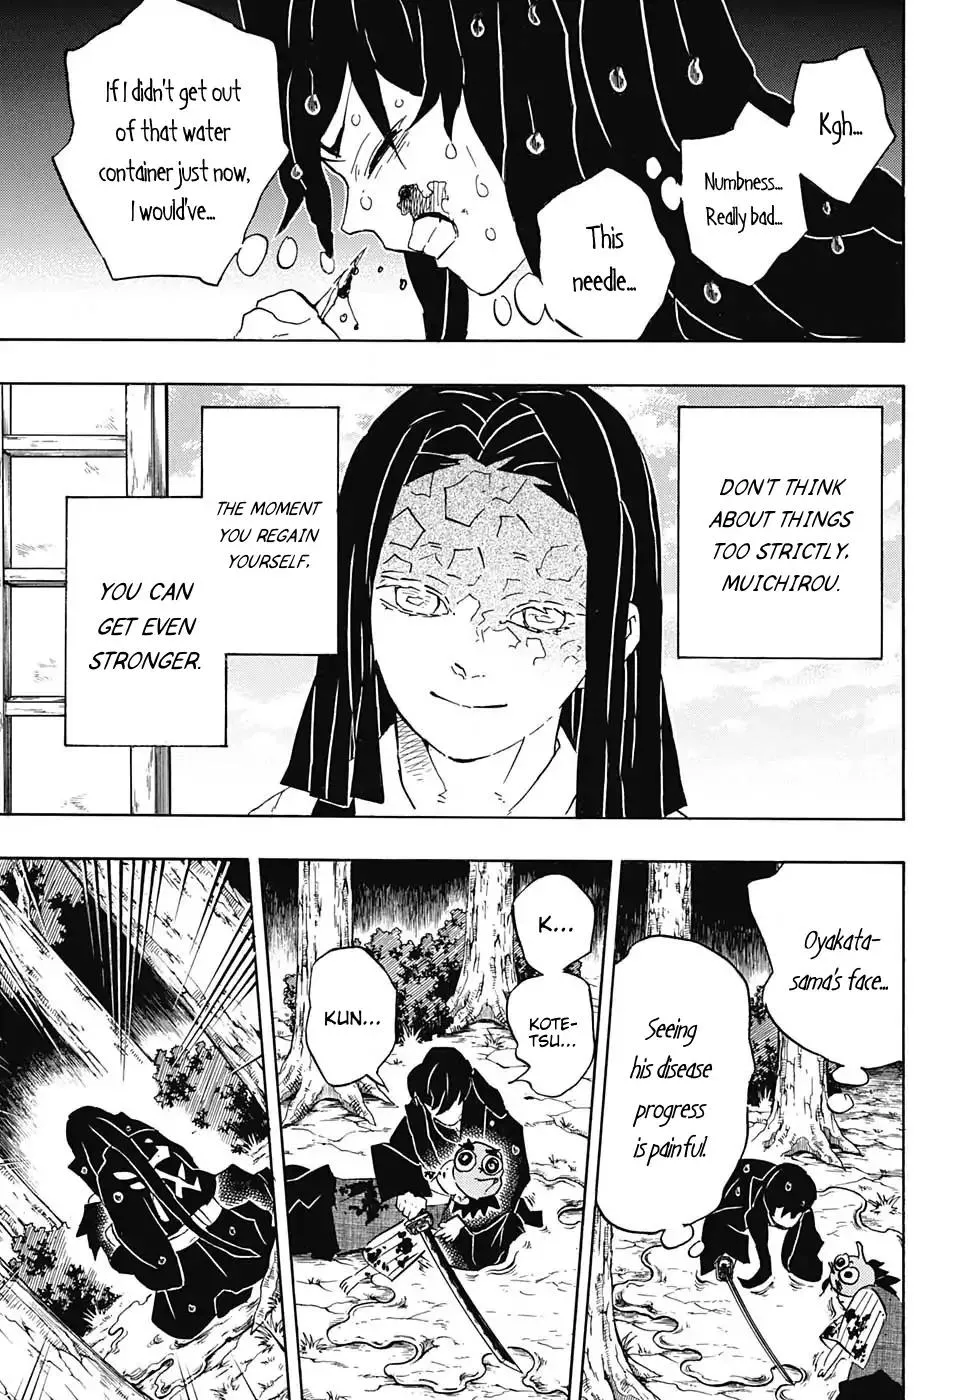 Kgh...
Numbness...
Really bad...
This
needle...
If I didn't get out
of that water
container just now,
I would've...
DON'T THINK
ABOUT THINGS
TOO STRICTLY,
MUICHIROU.
THE MOMENT
YOU REGAIN
YOURSELF,
YOU CAN
GET EVEN
STRONGER.
Oyakata-
sama's face...
Seeing
his disease
progress
is painful.
K...
KOTE-
TSU...
KUN...